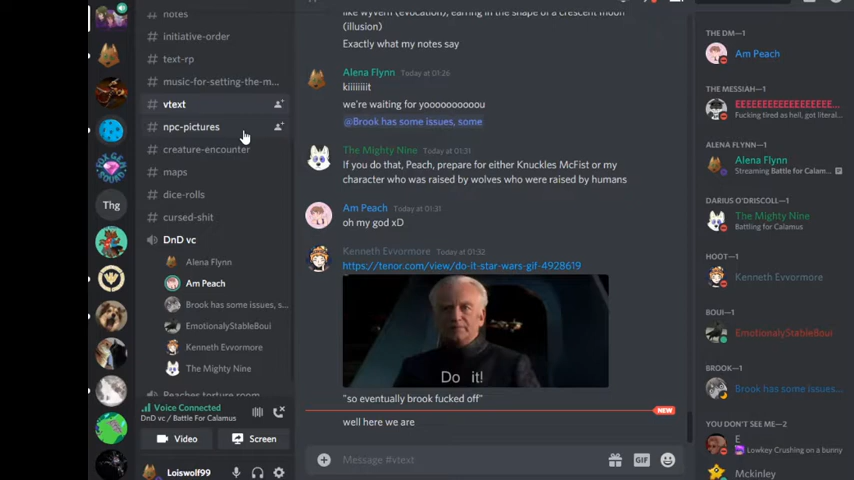 notes
initiative-order
text-rp
music-for-setting-the-m...
vtext
npc-pictures
creature-encounter
maps
dice-rolls
cursed-shit
DnD vc
Alena Flynn
Am Peach
Brook has some issues, s...
EmotionalyStableBoui
Kenneth Evvormore
The Mighty Nine
Peaches torture room
Voice Connected
DnD vc / Battle For Calamus
Video
Screen
Loiswolf99
Thg
like wyvern (evocation), earring in the shape of a crescent moon
(illusion)
Exactly what my notes say
Alena Flynn Today at 01:26
kiiiiiiit
we're waiting for yoooooooooou
@Brook has some issues, some
The Mighty Nine Today at 01:31
If you do that, Peach, prepare for either Knuckles McFist or my
character who was raised by wolves who were raised by humans
Am Peach Today at 01:31
oh my god xD
Kenneth Evvormore Today at 01:32
https://tenor.com/view/do-it-star-wars-gif-4928619
Do it!
"so eventually brook fucked off"
NEW
well here we are
Message #vtext
GIF
THE DM—1
Am Peach
THE MESSIAH—1
Fucking tired as hell, got literal...
ALENA FLYNN—1
Alena Flynn
Streaming Battle for Calam...
DARIUS O'DRISCOLL—1
The Mighty Nine
Battling for Calamus
HOOT—1
Kenneth Evvormore
BOUI—1
EmotionalyStableBoui
BROOK—1
Brook has some issues...
YOU DON'T SEE ME—2
E
Lowkey Crushing on a bunny
Mckinley